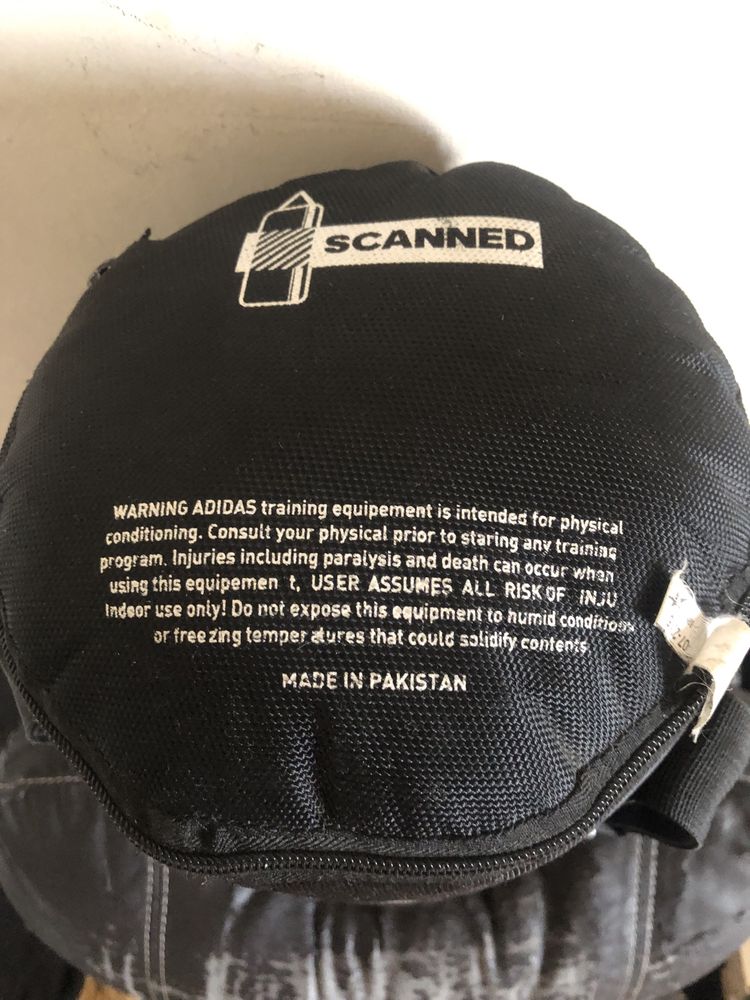 SCANNED
WARNING ADIDAS training equipement is intended for physical
conditioning. Consult your physical prior to staring any training
program. Injuries including paralysis and death can occur when
using this equipemen t, USER ASSUMES ALL RISK OF INJU
Indoor use only! Do not expose this equipment to humid conditions
or freezing temperatures that could solidify contents
MADE IN PAKISTAN